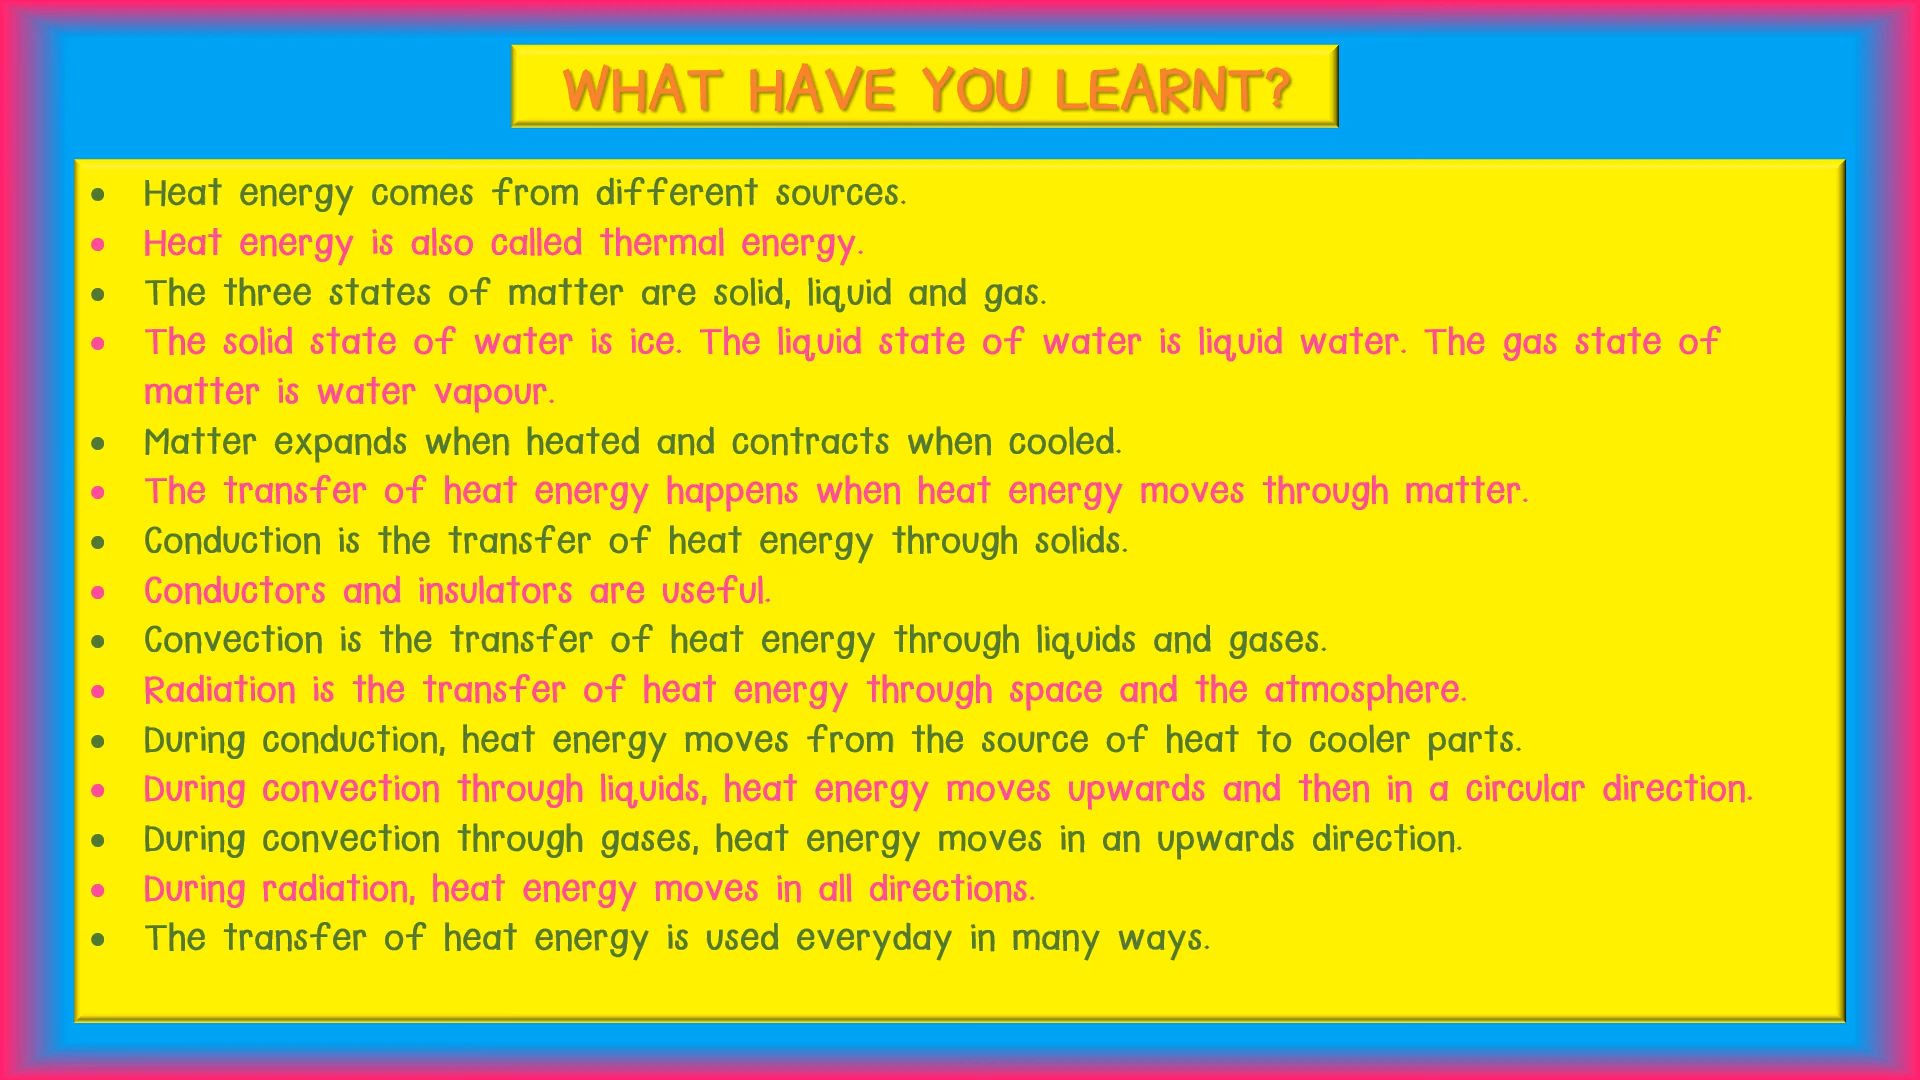 WHAT HAVE YOU LEARNT?
• Heat energy comes from different sources.
• Heat energy is also called thermal energy.
• The three states of matter are solid, liquid and gas.
• The solid state of water is ice. The liquid state of water is liquid water. The gas state of
matter is water vapour.
• Matter expands when heated and contracts when cooled.
• The transfer of heat energy happens when heat energy moves through matter.
• Conduction is the transfer of heat energy through solids.
• Conductors and insulators are useful.
• Convection is the transfer of heat energy through liquids and gases.
• Radiation is the transfer of heat energy through space and the atmosphere.
• During conduction, heat energy moves from the source of heat to cooler parts.
• During convection through liquids, heat energy moves upwards and then in a circular direction.
• During convection through gases, heat energy moves in an upwards direction.
• During radiation, heat energy moves in all directions.
• The transfer of heat energy is used everyday in many ways.